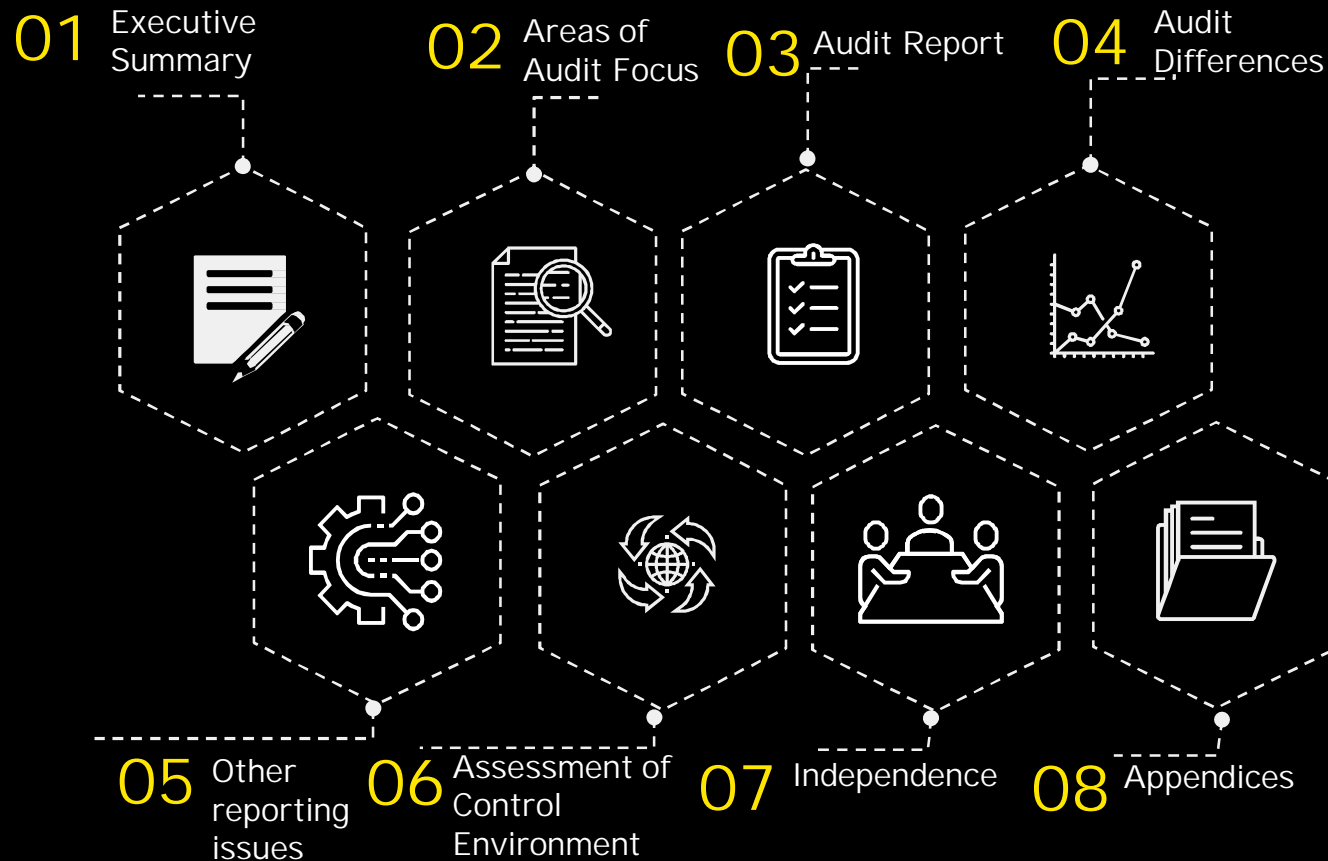 01 Executive
Summary
02 Areas of
Audit Focus
03 Audit Report
04 Audit
Differences
05 Other
reporting
issues
06 Assessment of
Control
Environment
07 Independence
08 Appendices